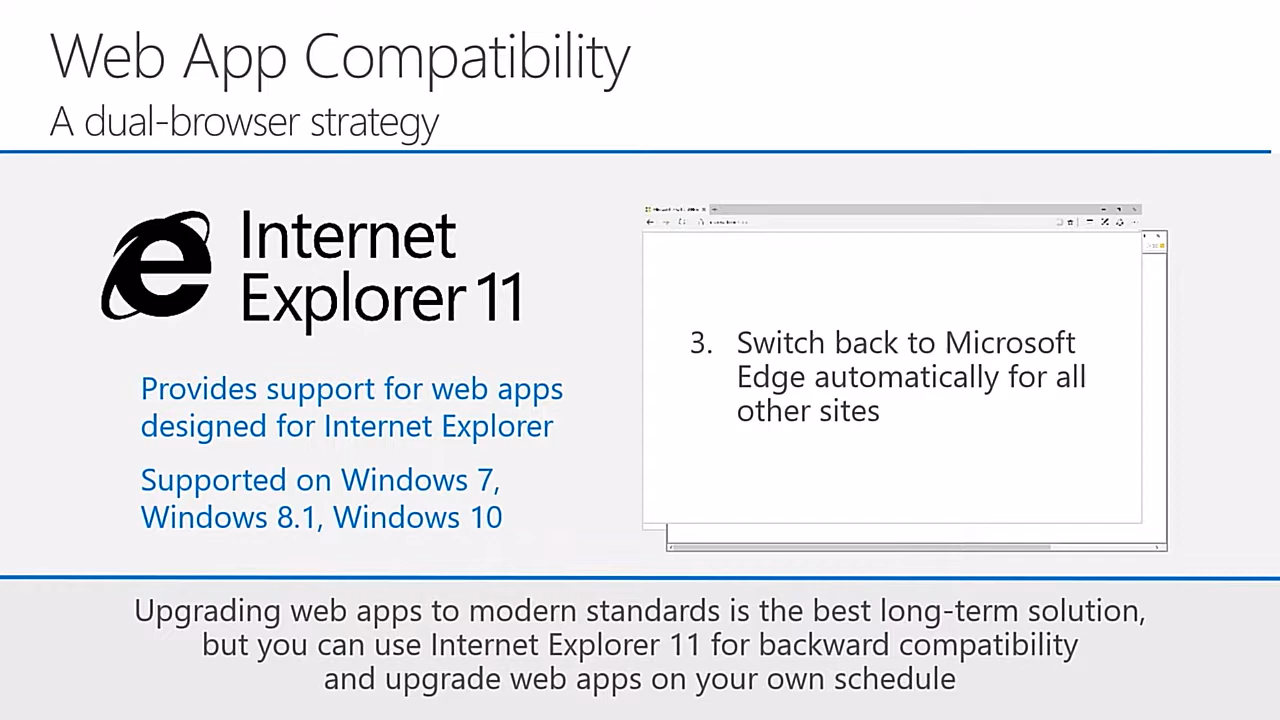 Web App Compatibility
A dual-browser strategy
Internet
Explorer 11
Provides support for web apps
designed for Internet Explorer
Supported on Windows 7,
Windows 8.1, Windows 10
3. Switch back to Microsoft
Edge automatically for all
other sites
Upgrading web apps to modern standards is the best long-term solution,
but you can use Internet Explorer 11 for backward compatibility
and upgrade web apps on your own schedule